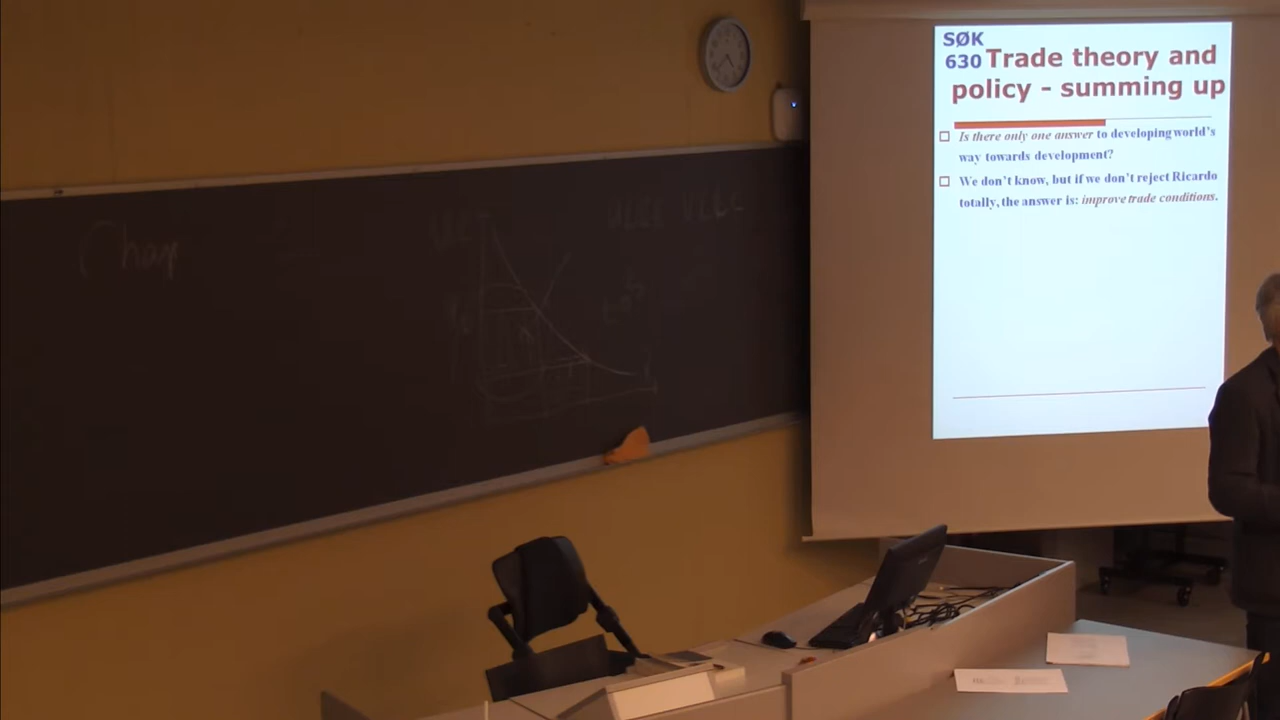 SØK
630 Trade theory and
policy - summing up
Is there only one answer to developing world's
way towards development?
We don't know, but if we don't reject Ricardo
totally, the answer is: improve trade conditions.
Chap